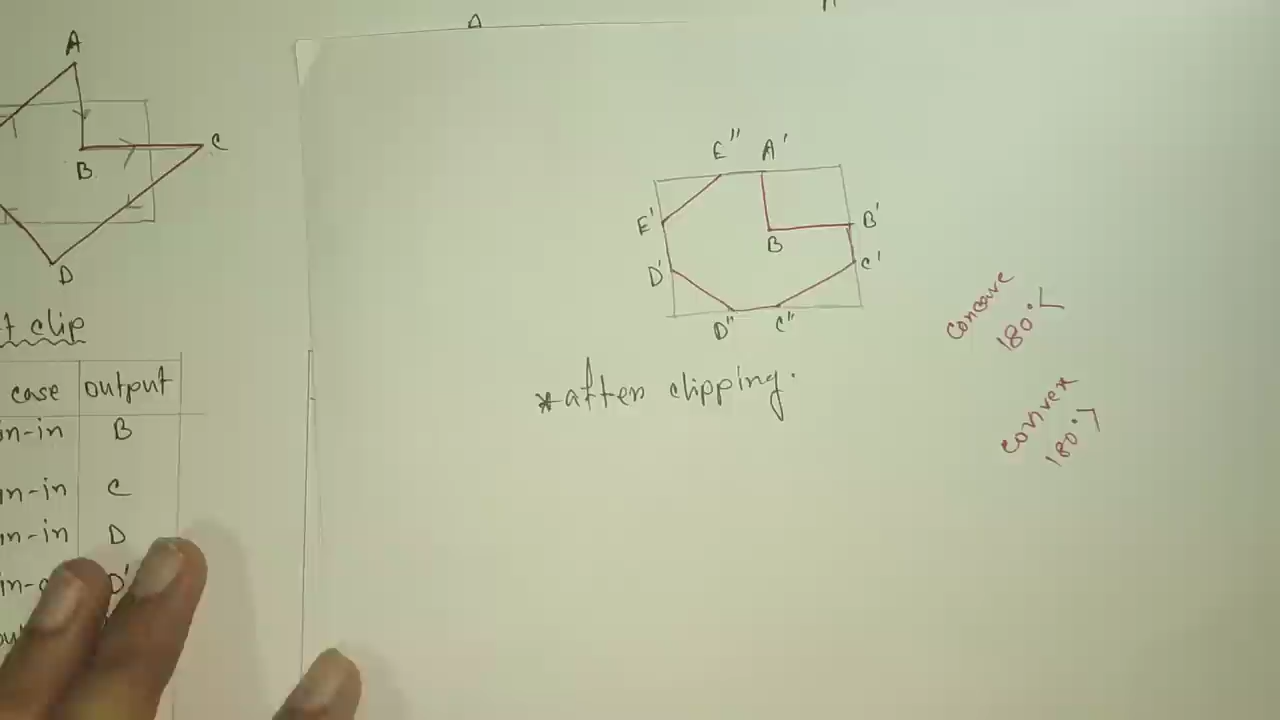 A
B
C
D
t clip
case output
in-in B
in-in C
in-in D
D'
E" A'
E' B'
B
D' C'
D" C"
*after clipping.
concave
180°<
convex
180°>